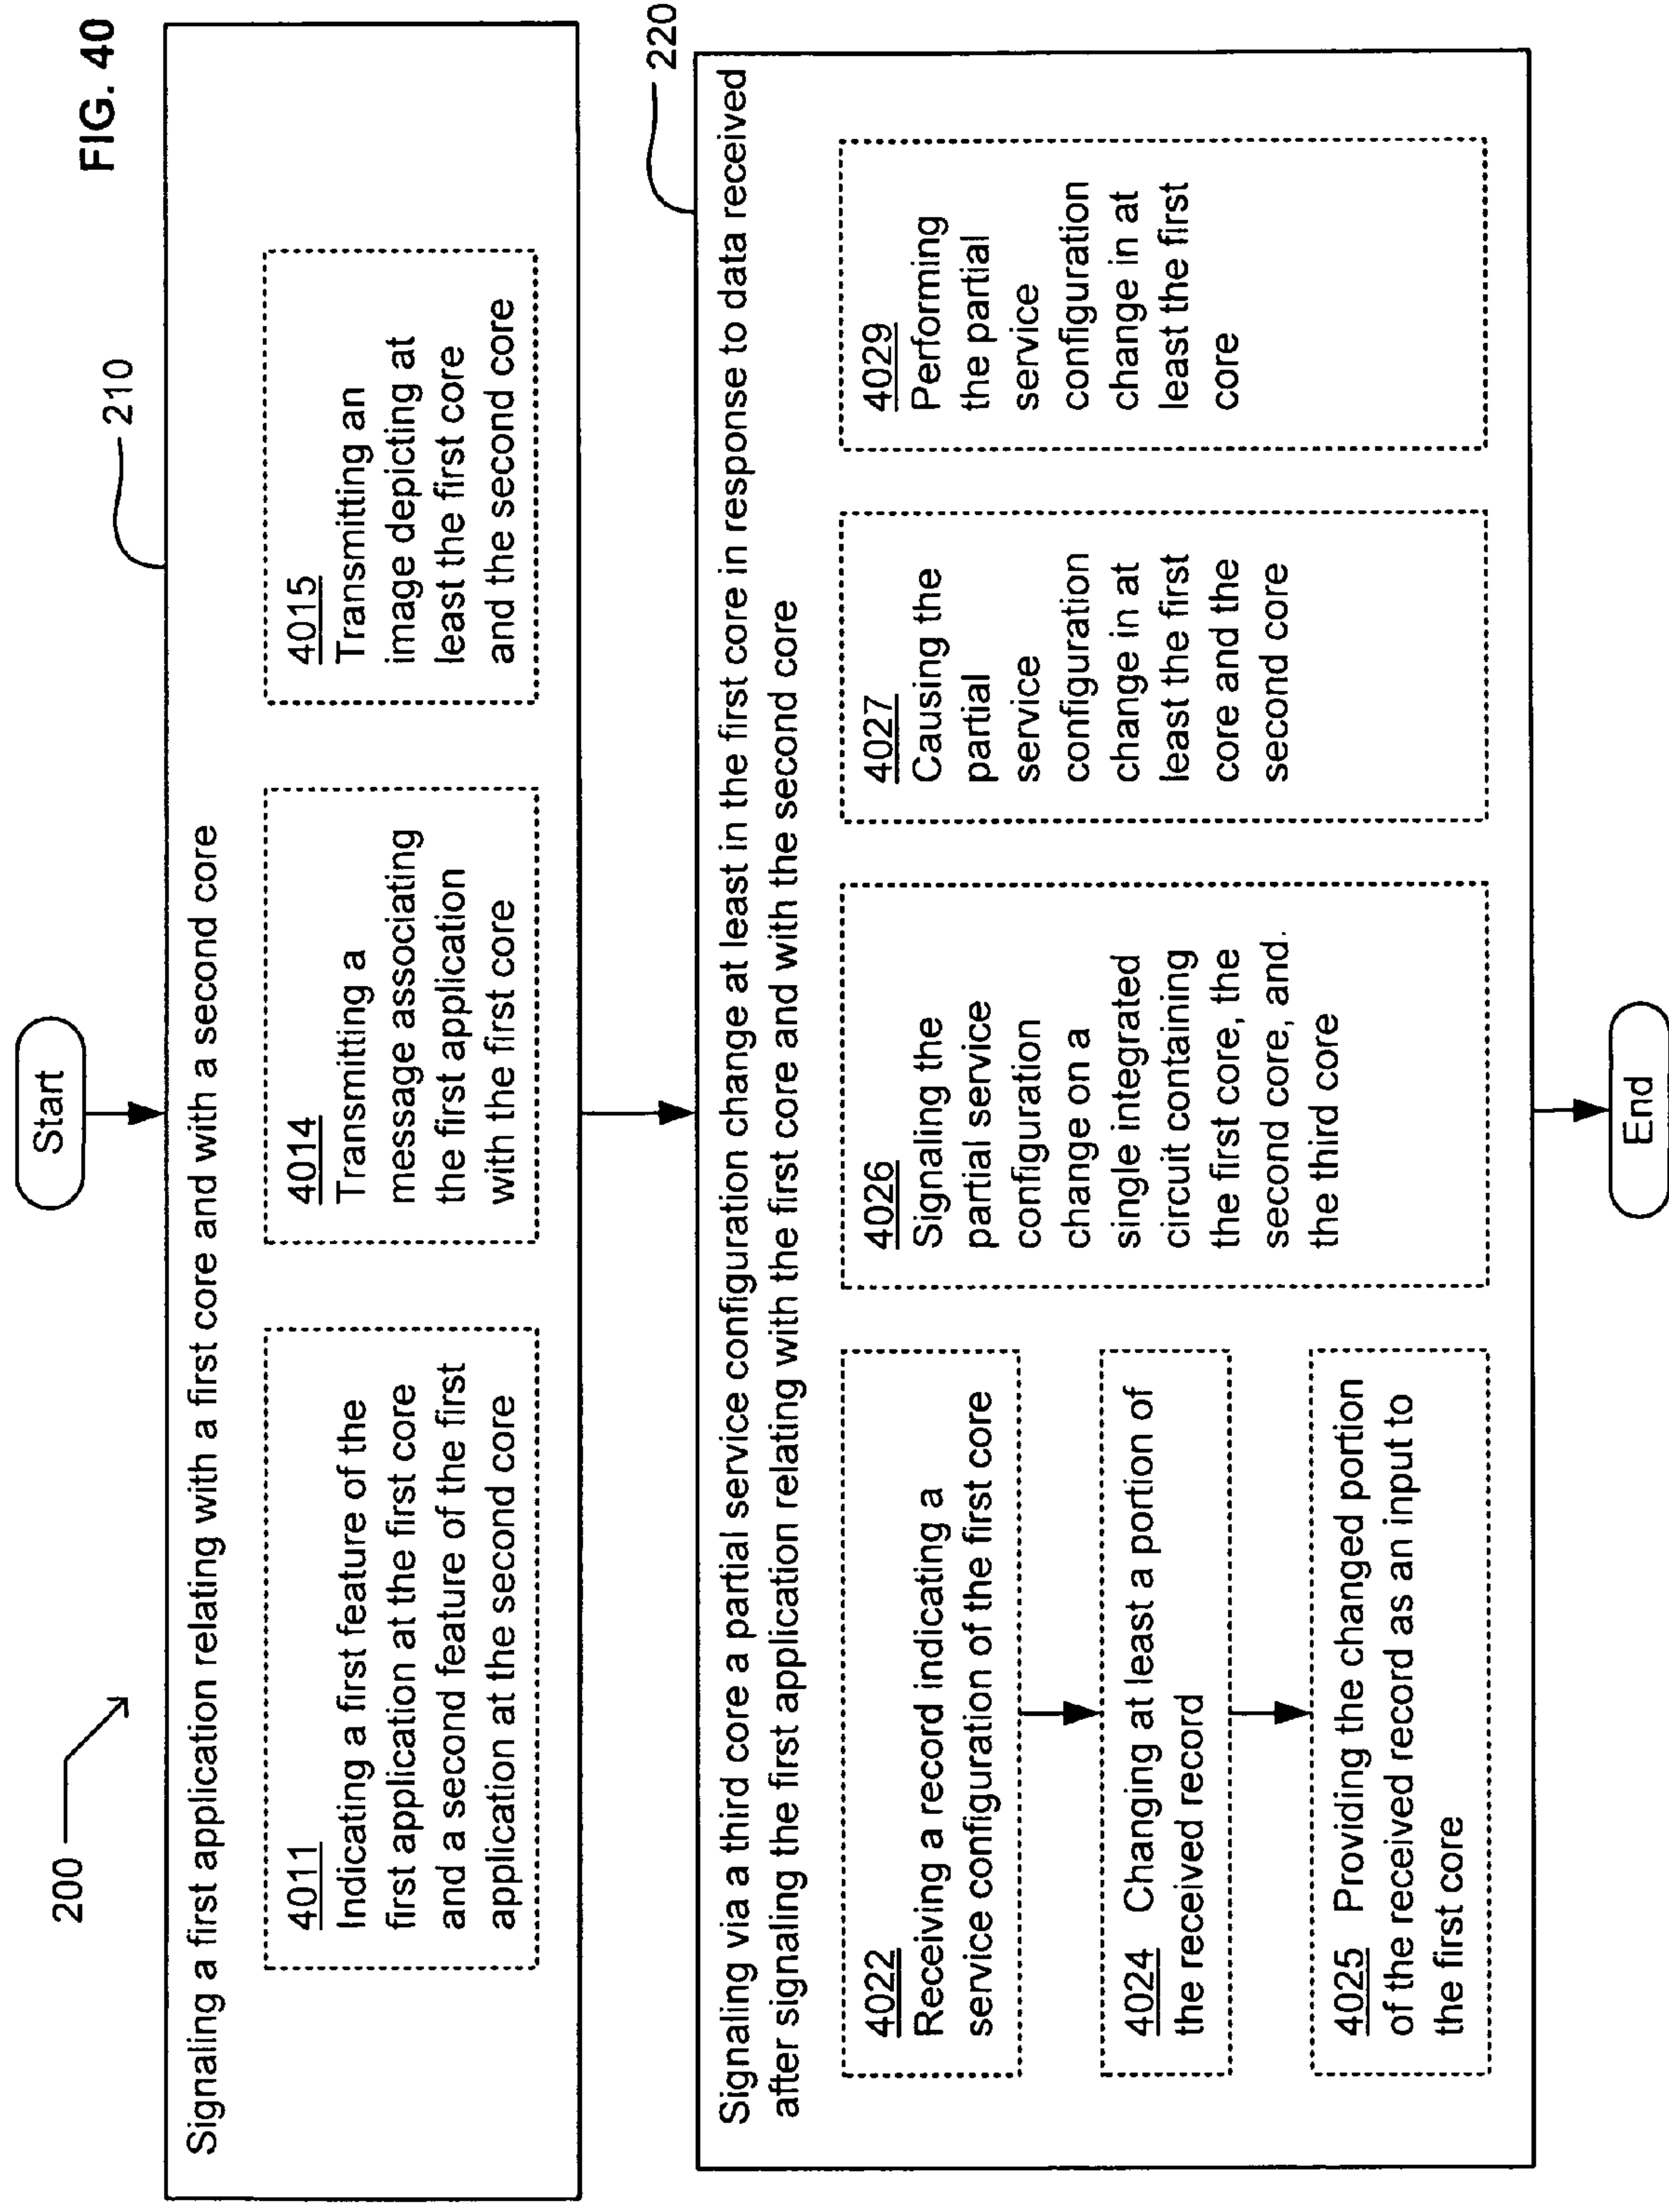 FIG. 40
200
Start
210
Signaling a first application relating with a first core and with a second core
4011
Indicating a first feature of the
first application at the first core
and a second feature of the first
application at the second core
4014
Transmitting a
message associating
the first application
with the first core
4015
Transmitting an
image depicting at
least the first core
and the second core
220
Signaling via a third core a partial service configuration change at least in the first core in response to data received
after signaling the first application relating with the first core and with the second core
4022
Receiving a record indicating a
service configuration of the first core
4024 Changing at least a portion of
the received record
4025 Providing the changed portion
of the received record as an input to
the first core
4026
Signaling the
partial service
configuration
change on a
single integrated
circuit containing
the first core, the
second core, and.
the third core
4027
Causing the
partial
service
configuration
change in at
least the first
core and the
second core
4029
Performing
the partial
service
configuration
change in at
least the first
core
End